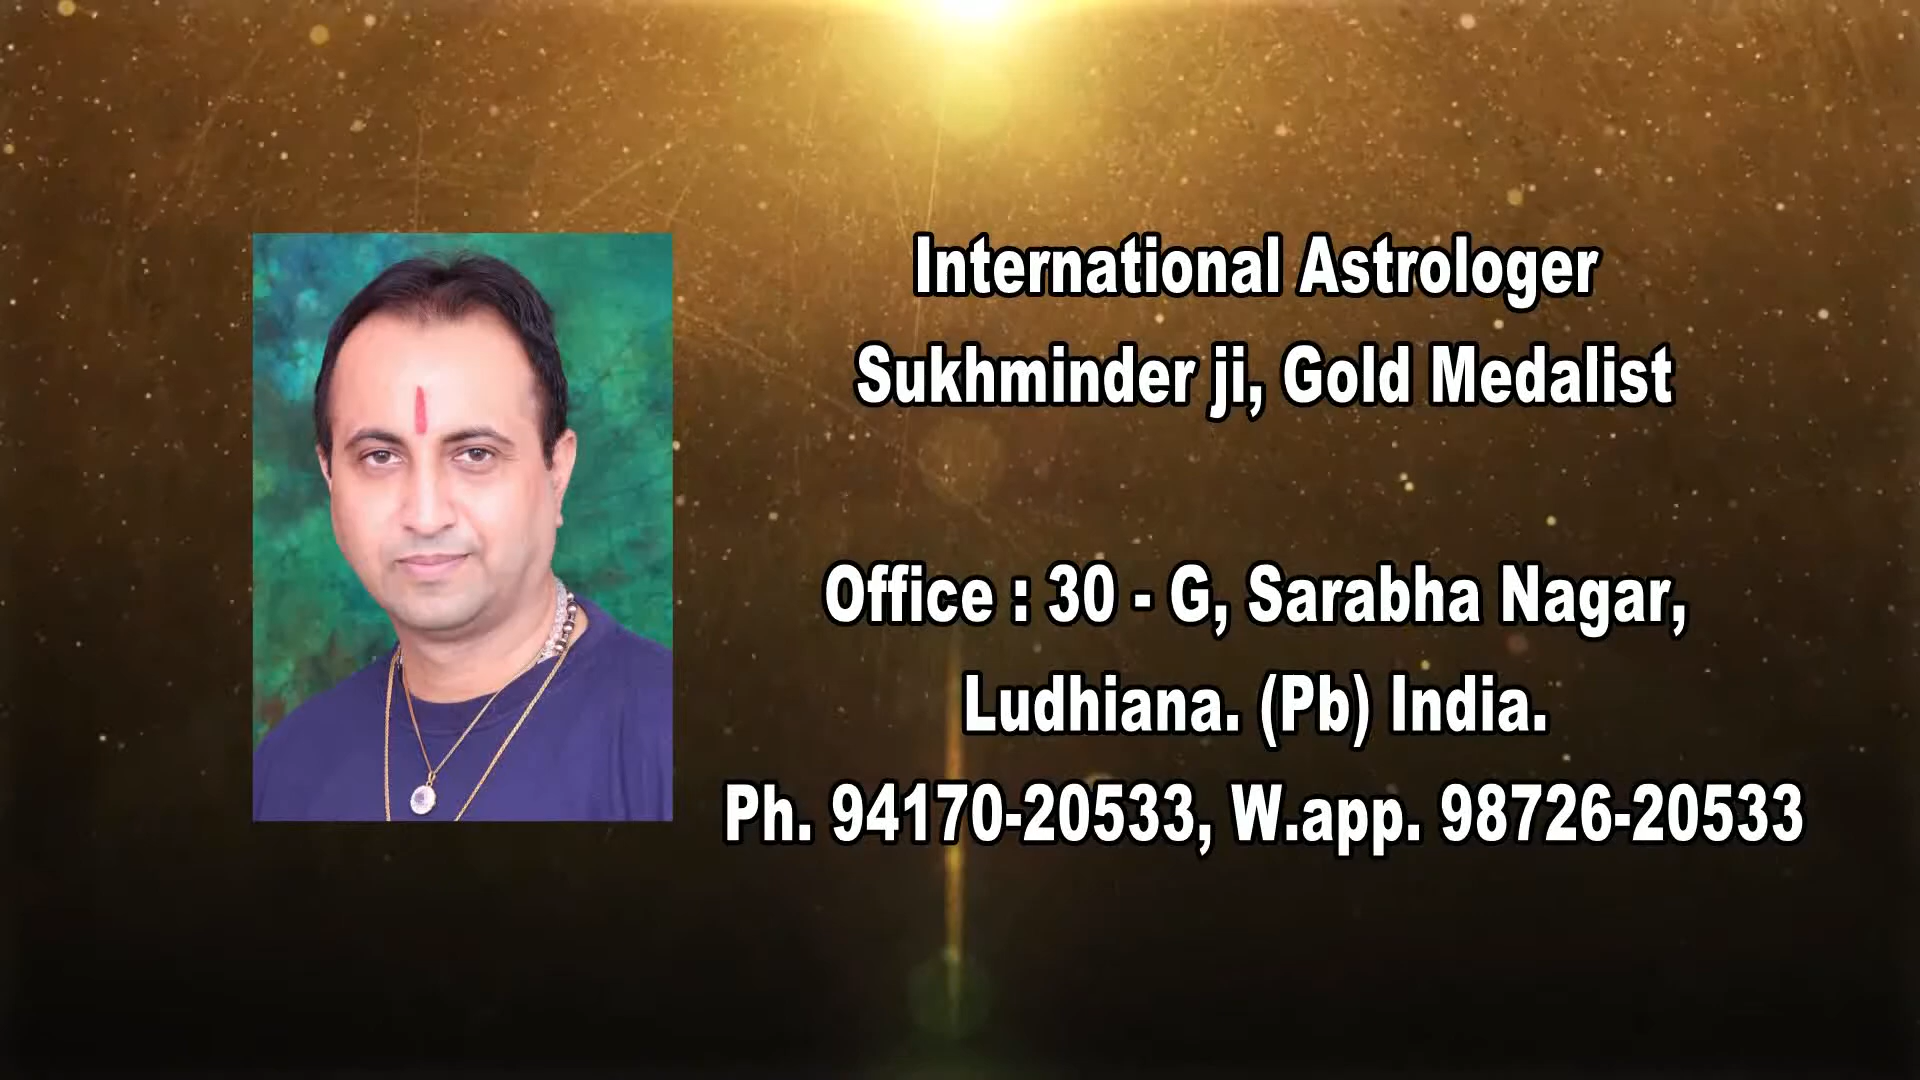 International Astrologer
Sukhminder ji, Gold Medalist
Office : 30 - G, Sarabha Nagar,
Ludhiana. (Pb) India.
Ph. 94170-20533, W.app. 98726-20533